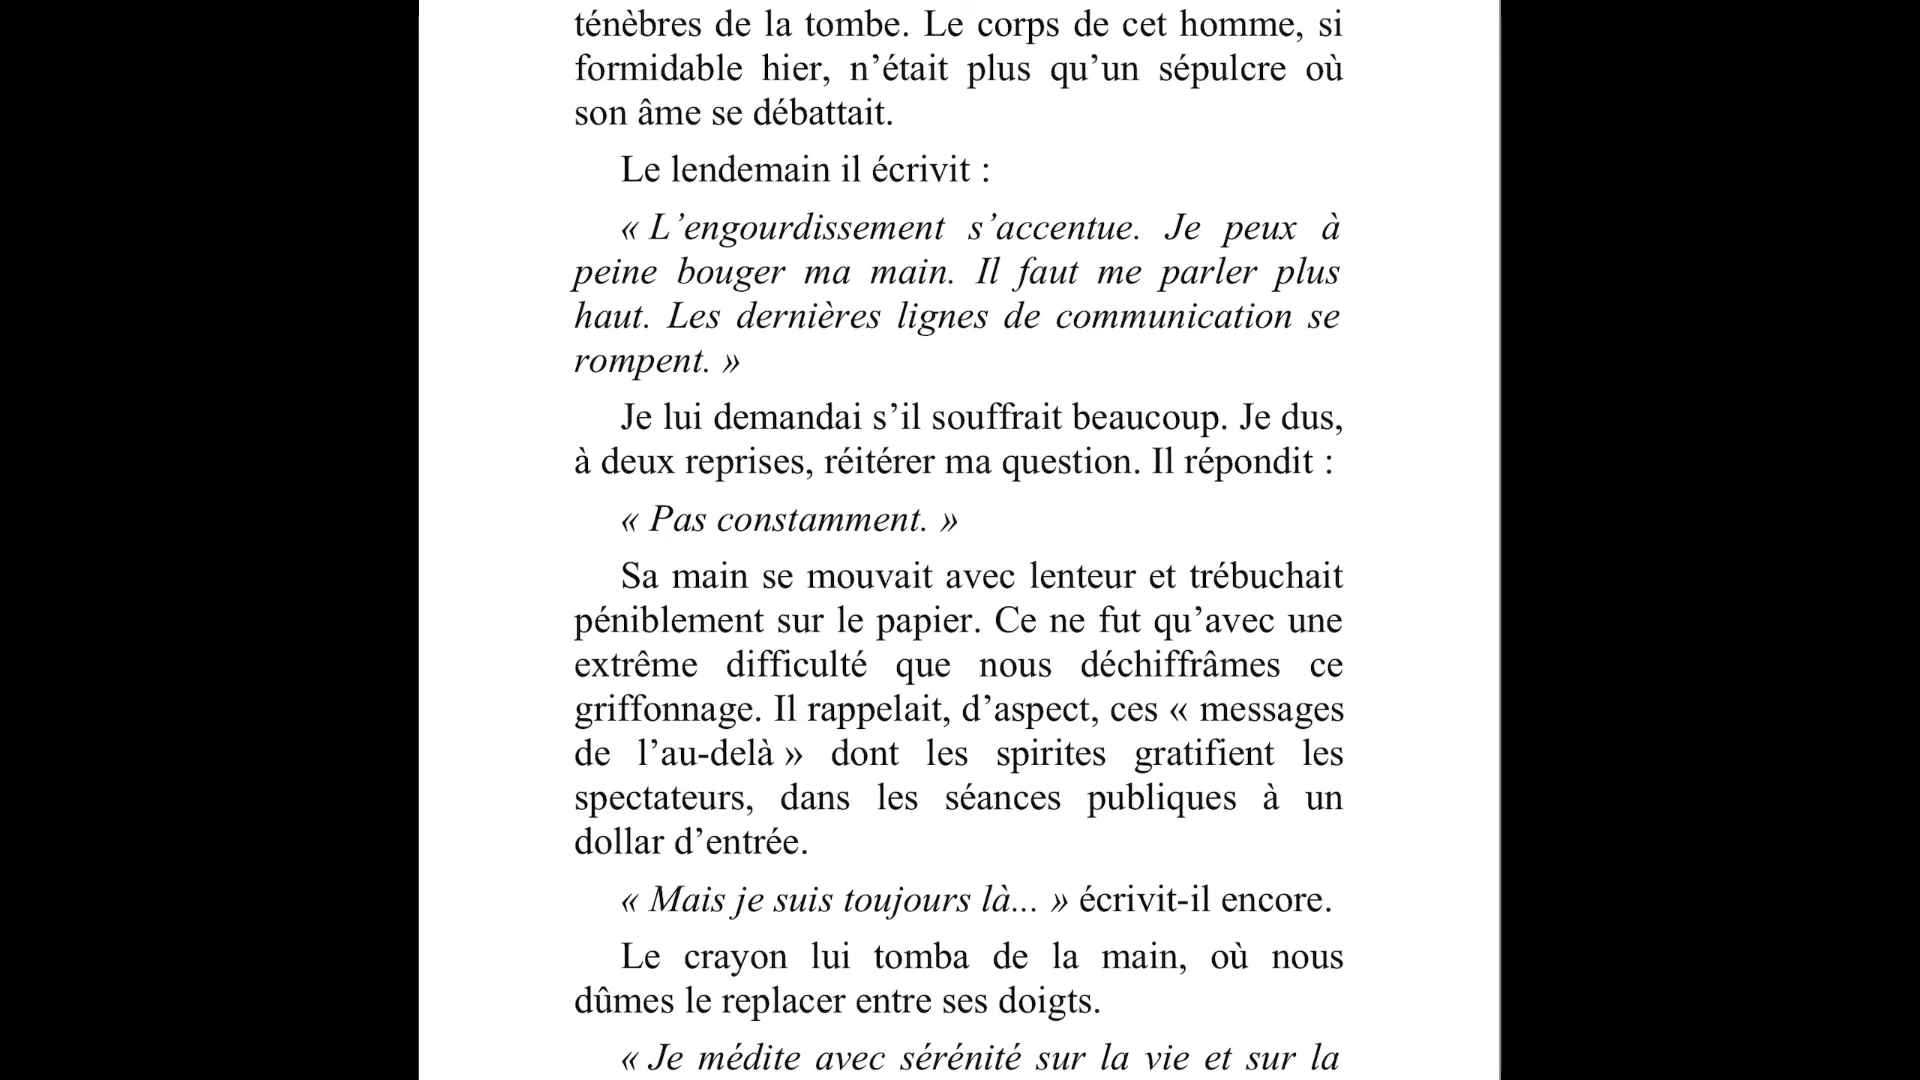 ténèbres de la tombe. Le corps de cet homme, si
formidable hier, n’était plus qu’un sépulcre où
son âme se débattait.
Le lendemain il écrivit :
« L’engourdissement s’accentue. Je peux à
peine bouger ma main. Il faut me parler plus
haut. Les dernières lignes de communication se
rompent. »
Je lui demandai s’il souffrait beaucoup. Je dus,
à deux reprises, réitérer ma question. Il répondit :
« Pas constamment. »
Sa main se mouvait avec lenteur et trébuchait
péniblement sur le papier. Ce ne fut qu’avec une
extrême difficulté que nous déchiffrâmes ce
griffonnage. Il rappelait, d’aspect, ces « messages
de l’au-delà » dont les spirites gratifient les
spectateurs, dans les séances publiques à un
dollar d’entrée.
« Mais je suis toujours là... » écrivit-il encore.
Le crayon lui tomba de la main, où nous
dûmes le replacer entre ses doigts.
« Je médite avec sérénité sur la vie et sur la